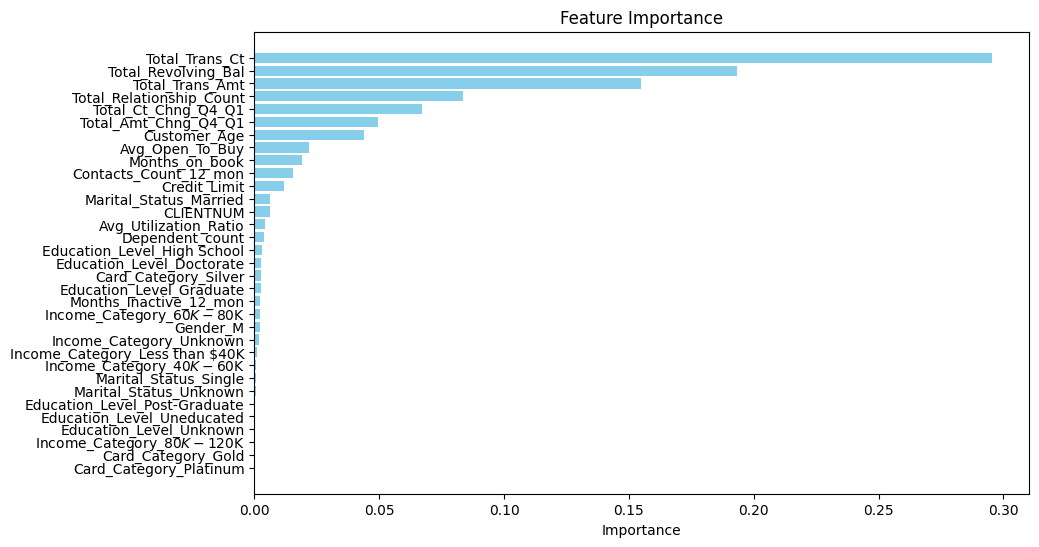 Feature Importance
Total_Trans_Ct
Total_Revolving_Bal
Total_Trans_Amt
Total_Relationship_Count
Total_Ct_Chng_Q4_Q1
Total_Amt_Chng_Q4_Q1
Customer_Age
Avg_Open_To_Buy
Months_on_book
Contacts_Count_12_mon
Credit_Limit
Marital_Status_Married
CLIENTNUM
Avg_Utilization_Ratio
Dependent_count
Education_Level_High School
Education_Level_Doctorate
Card_Category_Silver
Education_Level_Graduate
Months_Inactive_12_mon
Income_Category_60K-80K
Gender_M
Income_Category_Unknown
Income_Category_Less than $40K
Income_Category_40K-60K
Marital_Status_Single
Marital_Status_Unknown
Education_Level_Post-Graduate
Education_Level_Uneducated
Education_Level_Unknown
Income_Category_80K-120K
Card_Category_Gold
Card_Category_Platinum
0.00 0.05 0.10 0.15 0.20 0.25 0.30
Importance